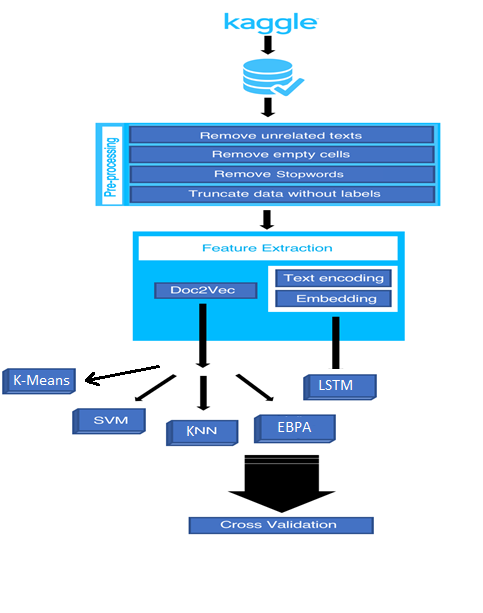 kaggle
Pre-processing
Remove unrelated texts
Remove empty cells
Remove Stopwords
Truncate data without labels
Feature Extraction
Doc2Vec
Text encoding
Embedding
K-Means
SVM
KNN
EBPA
LSTM
Cross Validation